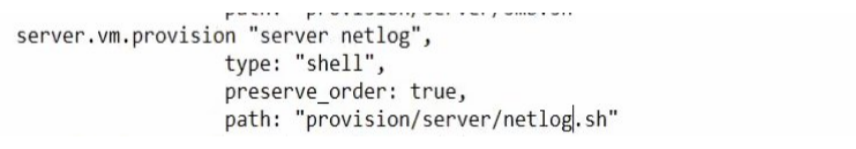 server.vm.provision "server netlog",
type: "shell",
preserve_order: true,
path: "provision/server/netlog.sh"